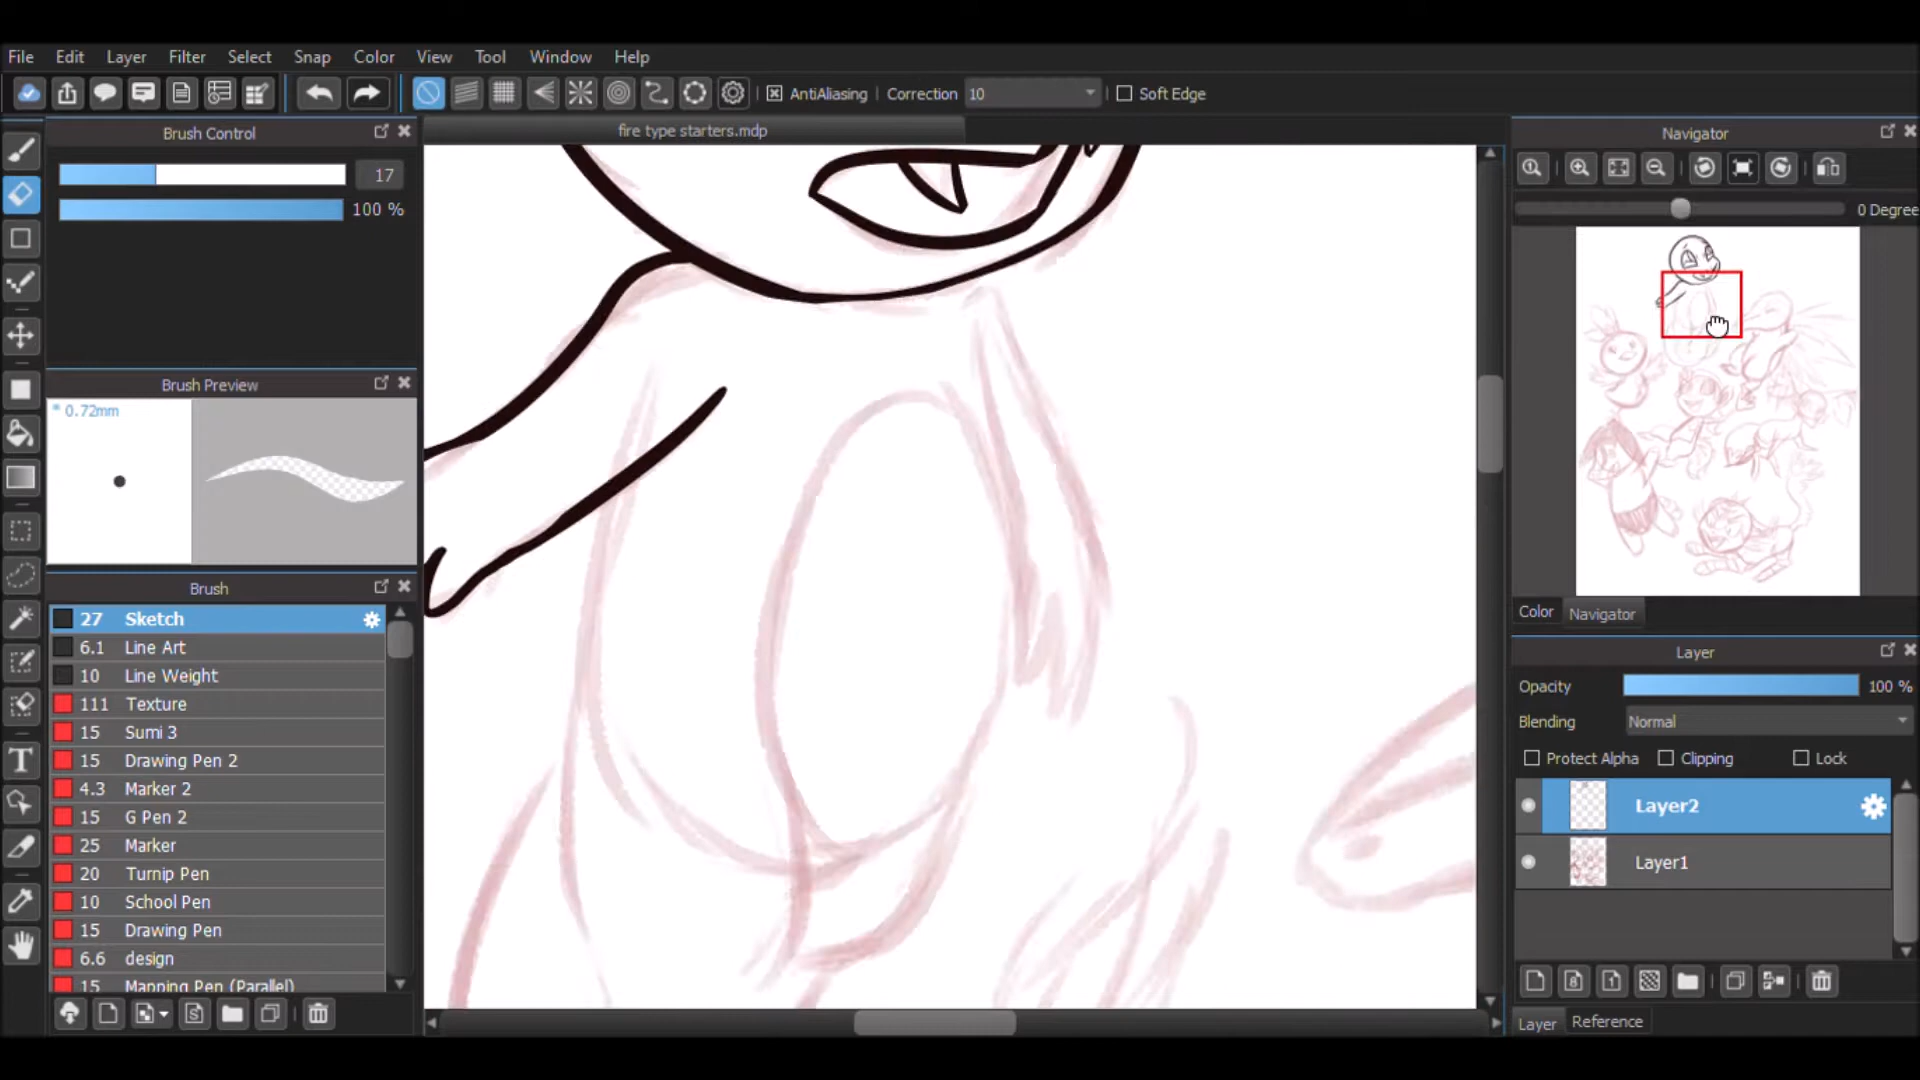 File Edit Layer Filter Select Snap Color View Tool Window Help
AntiAliasing Correction 10 Soft Edge
Brush Control
17
100 %
Brush Preview
* 0.72mm
Brush
27 Sketch
6.1 Line Art
10 Line Weight
111 Texture
15 Sumi 3
15 Drawing Pen 2
4.3 Marker 2
15 G Pen 2
25 Marker
20 Turnip Pen
10 School Pen
15 Drawing Pen
6.6 design
15 Mapping Pen (Parallel)
fire type starters.mdp
Navigator
0 Degree
Color Navigator
Layer
Opacity 100 %
Blending Normal
Protect Alpha Clipping Lock
Layer2
Layer1
Layer Reference